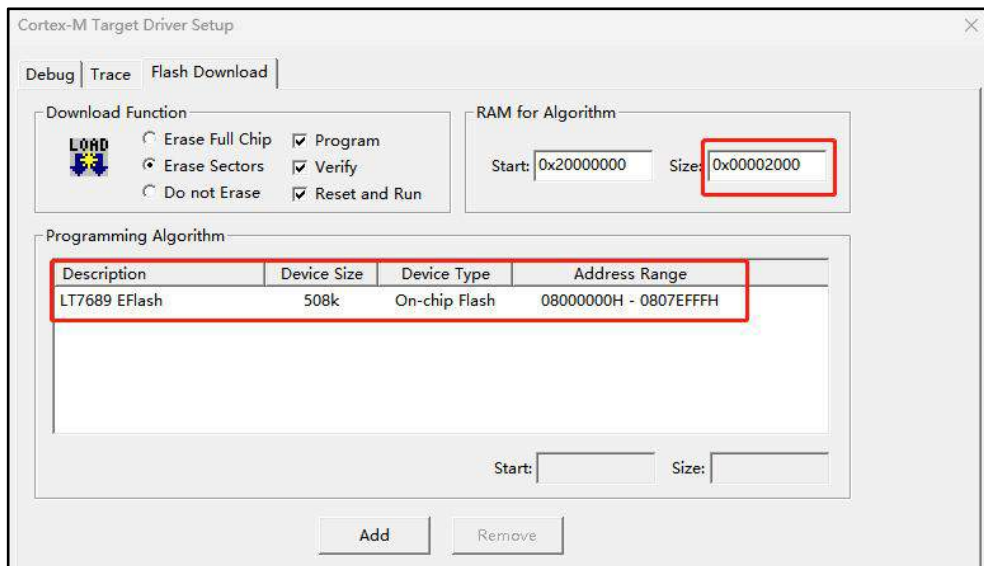 Cortex-M Target Driver Setup
Debug Trace Flash Download
Download Function
LOAD
Erase Full Chip Program
Erase Sectors Verify
Do not Erase Reset and Run
RAM for Algorithm
Start: 0x20000000 Size: 0x00002000
Programming Algorithm
Description Device Size Device Type Address Range
LT7689 EFlash 508k On-chip Flash 08000000H - 0807EFFFH
Start: Size:
Add Remove